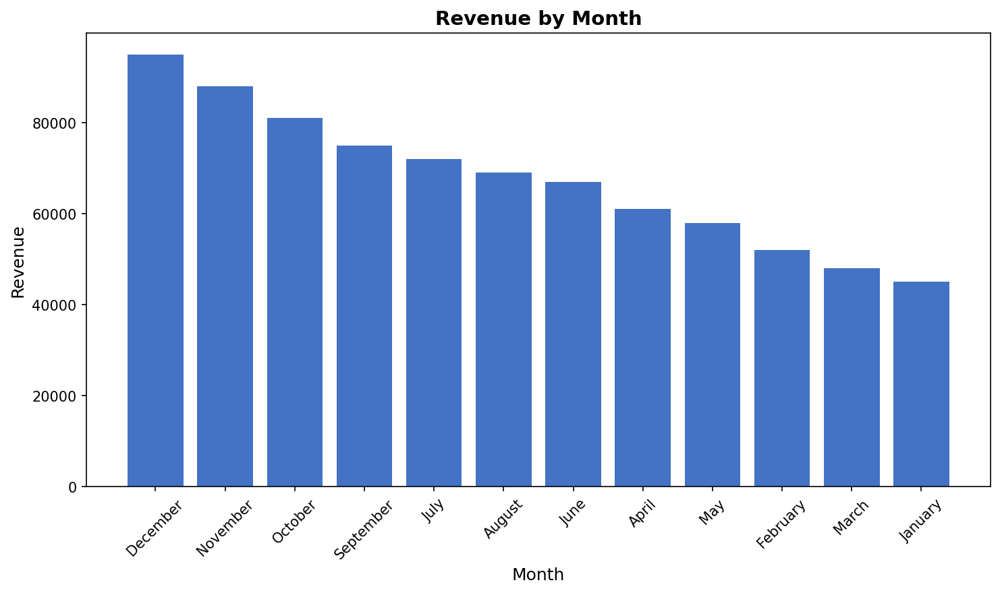 Revenue by Month
Revenue
80000
60000
40000
20000
0
December November October September July August June April May February March January
Month